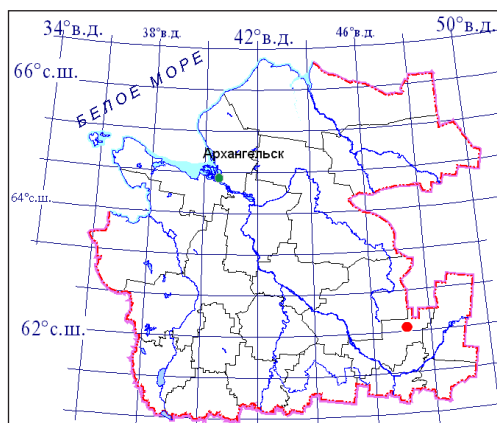 34°в.д.
38°в.д.
42°в.д.
46°в.д.
50°в.д.
66°с.ш.
БЕЛОЕ МОРЕ
Архангельск
64°с.ш.
62°с.ш.